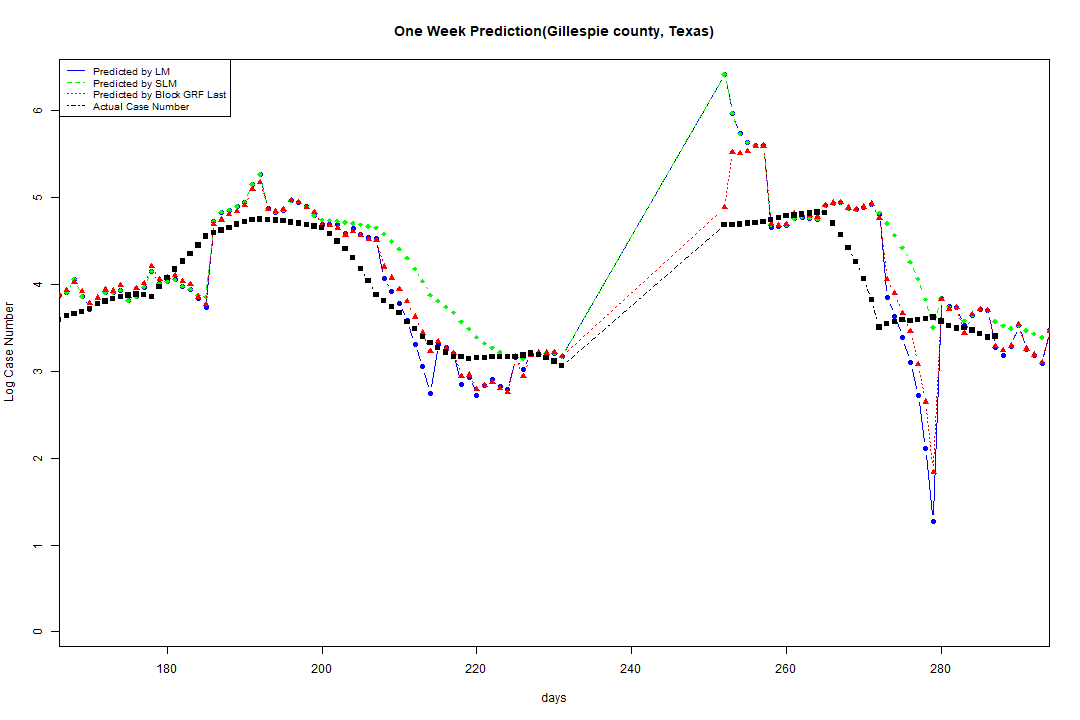 One Week Prediction(Gillespie county, Texas)
Predicted by LM
Predicted by SLM
Predicted by Block GRF Last
Actual Case Number
6
5
4
3
2
1
0
Log Case Number
180 200 220 240 260 280
days